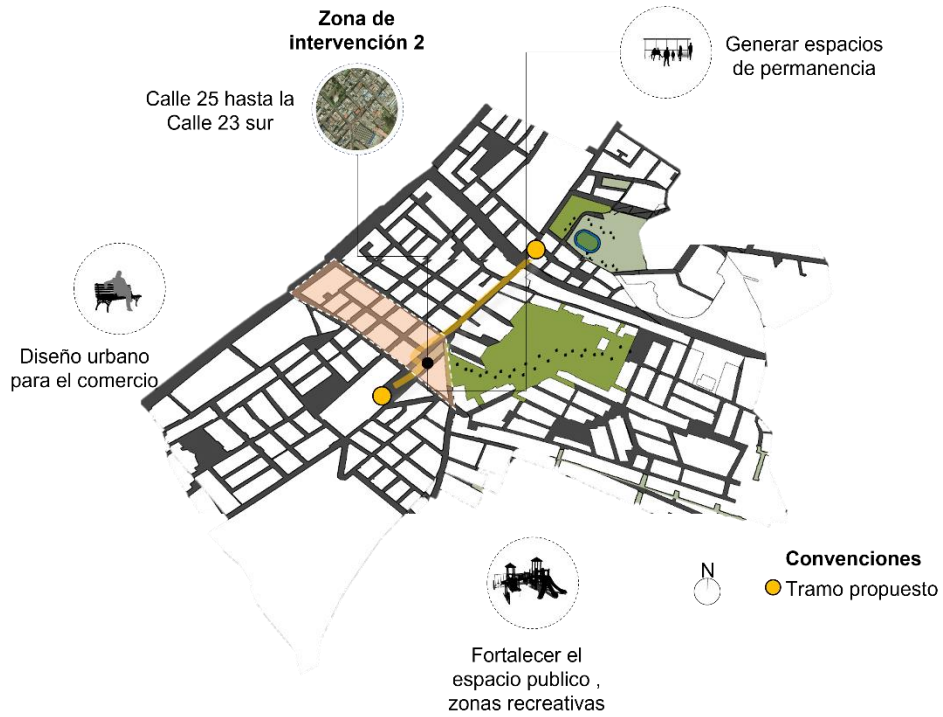 Zona de
intervención 2
Calle 25 hasta la
Calle 23 sur
Generar espacios
de permanencia
Diseño urbano
para el comercio
Fortalecer el
espacio publico ,
zonas recreativas
N
Convenciones
Tramo propuesto